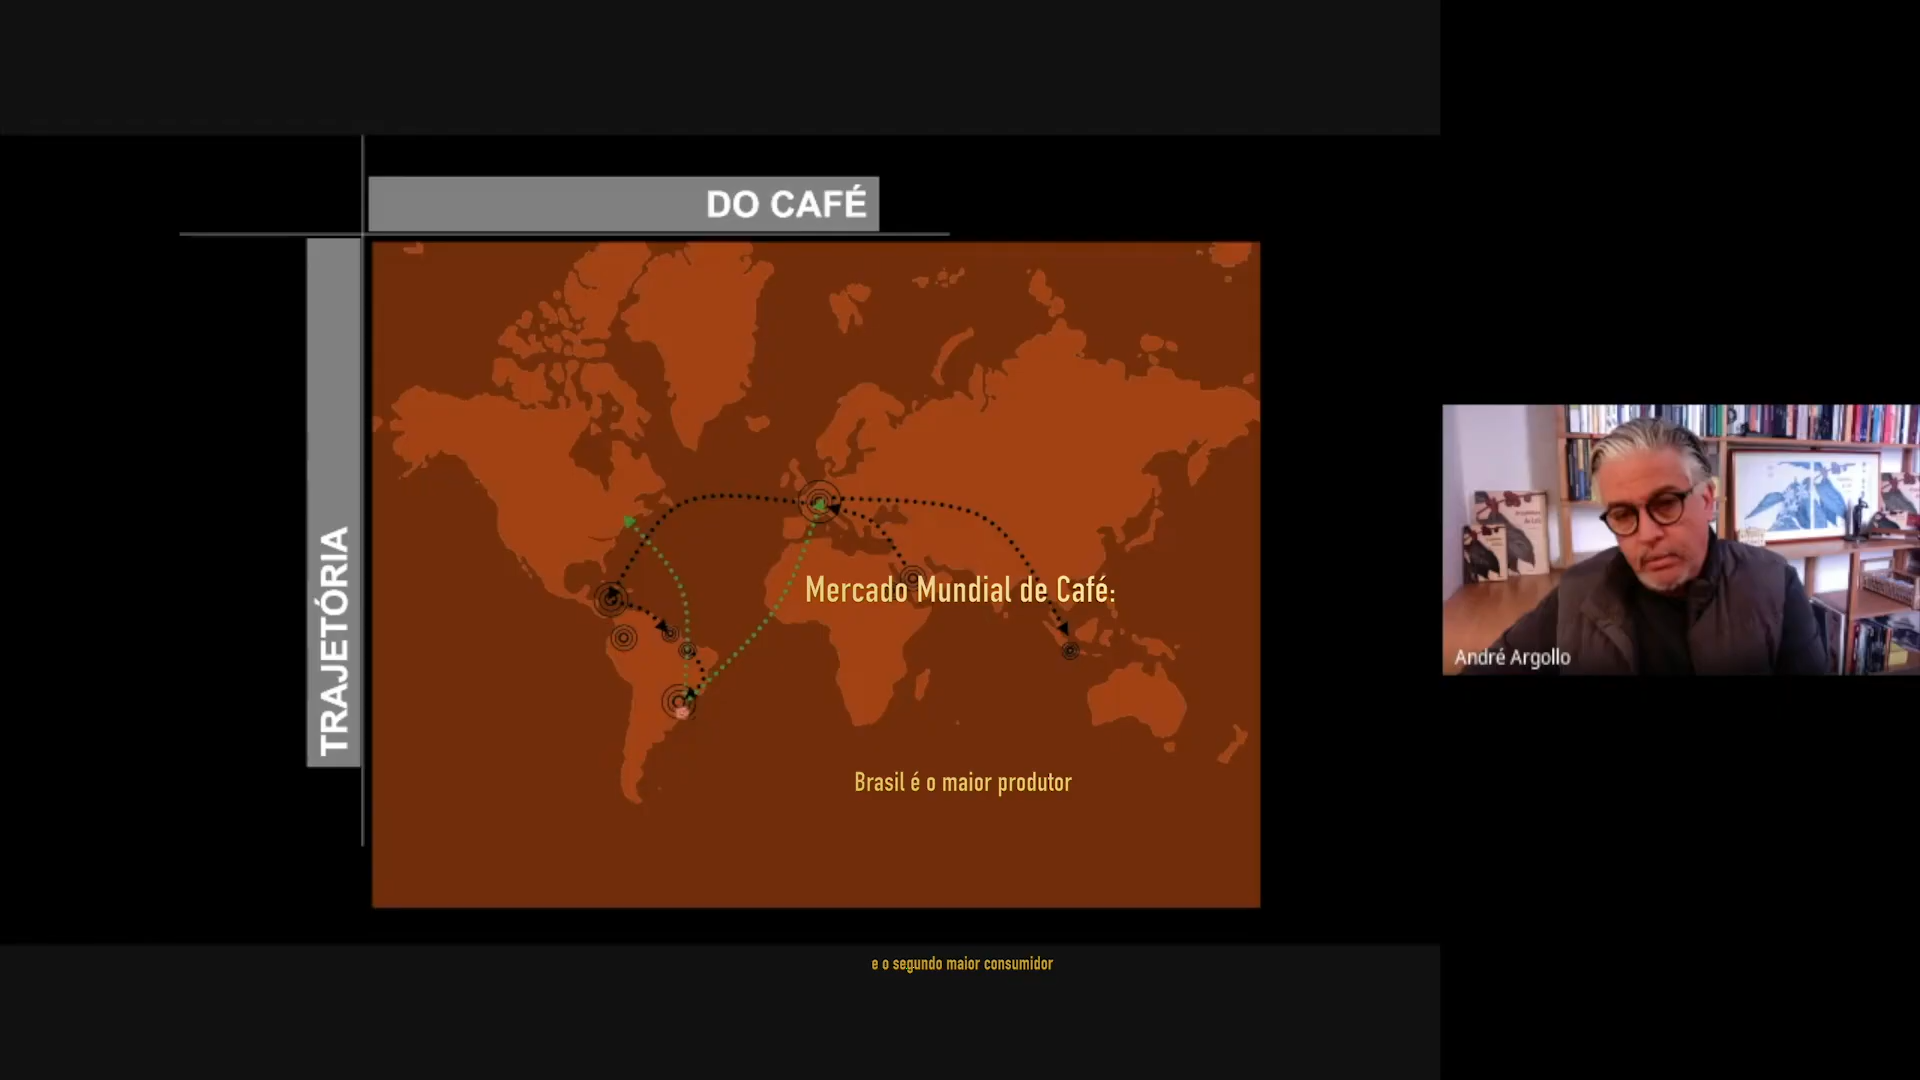 DO CAFÉ
TRAJETÓRIA
Mercado Mundial de Café:
Brasil é o maior produtor
André Argollo
e o segundo maior consumidor